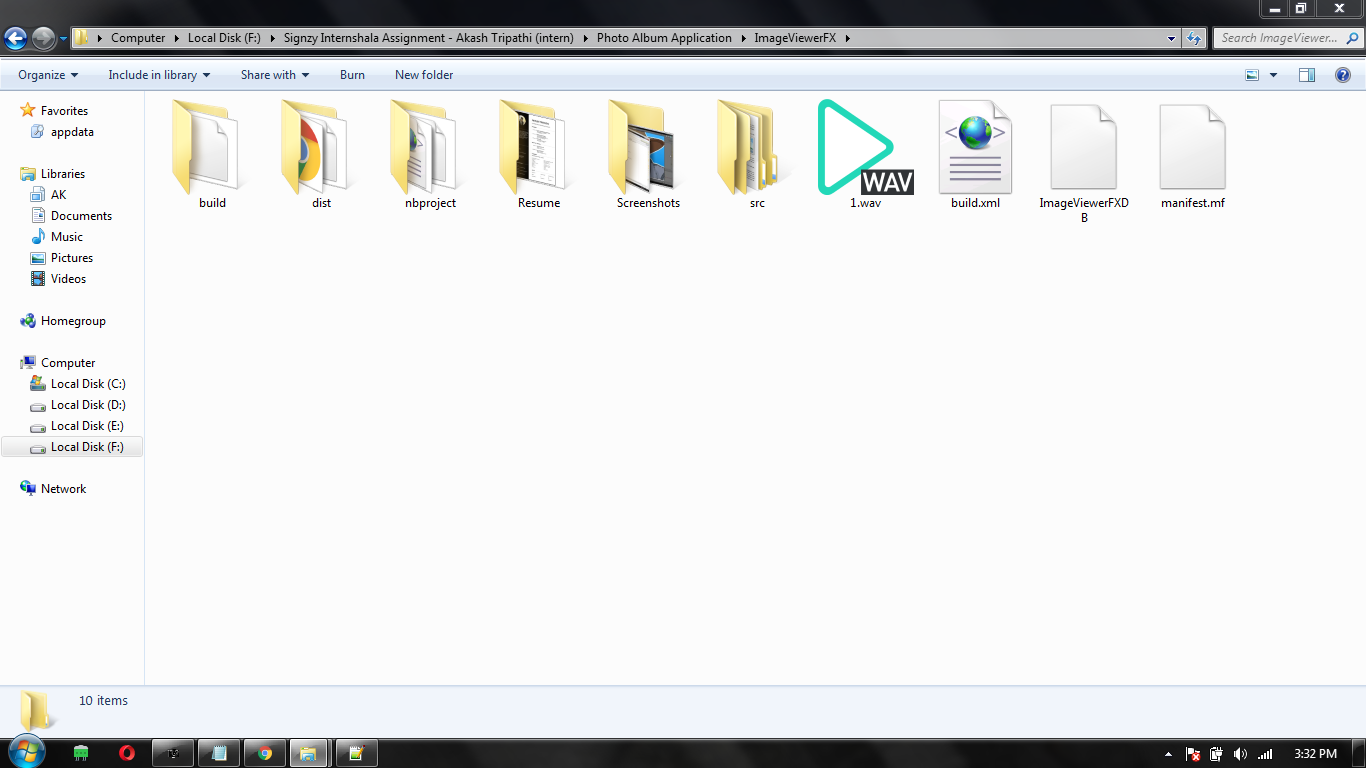 Computer Local Disk (F:) Signzy Internshala Assignment - Akash Tripathi (intern) Photo Album Application ImageViewerFX
Search ImageViewer...
Organize Include in library Share with Burn New folder
Favorites
appdata
Libraries
AK
Documents
Music
Pictures
Videos
Homegroup
Computer
Local Disk (C:)
Local Disk (D:)
Local Disk (E:)
Local Disk (F:)
Network
WAV
build dist nbproject Resume Screenshots src 1.wav build.xml ImageViewerFXD manifest.mf
B
10 items
3:32 PM